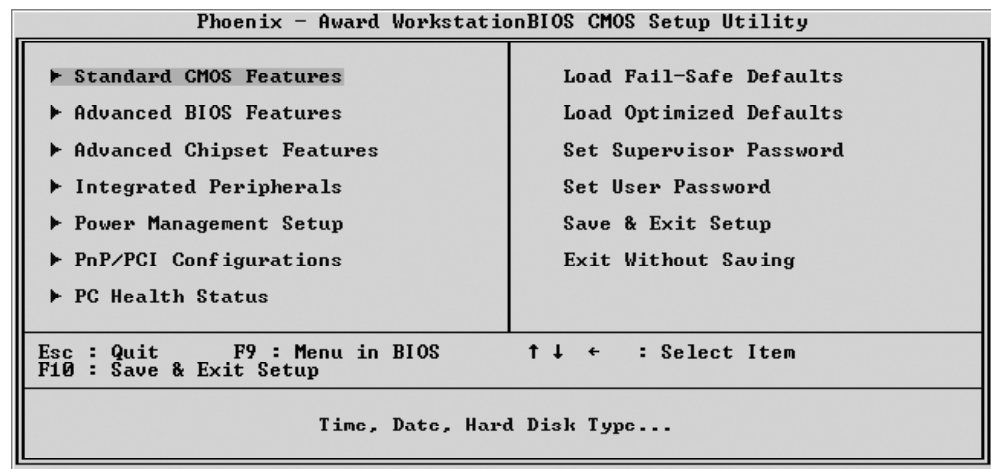 Phoenix - Award WorkstationBIOS CMOS Setup Utility
▶ Standard CMOS Features
▶ Advanced BIOS Features
▶ Advanced Chipset Features
▶ Integrated Peripherals
▶ Power Management Setup
▶ PnP/PCI Configurations
▶ PC Health Status
Load Fail-Safe Defaults
Load Optimized Defaults
Set Supervisor Password
Set User Password
Save & Exit Setup
Exit Without Saving
Esc : Quit F9 : Menu in BIOS ↑ ↓ ← : Select Item
F10 : Save & Exit Setup
Time, Date, Hard Disk Type...